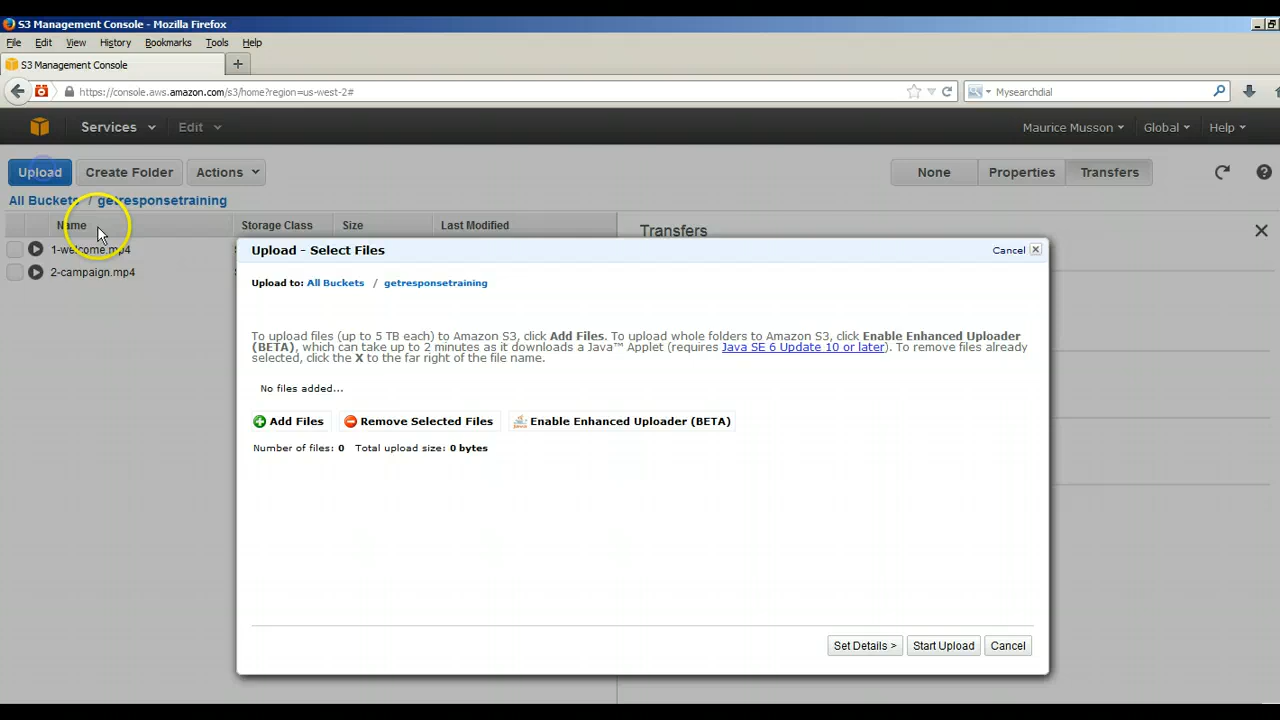 S3 Management Console - Mozilla Firefox
File Edit View History Bookmarks Tools Help
S3 Management Console +
https://console.aws.amazon.com/s3/home?region=us-west-2# Mysearchdial
Services Edit Maurice Musson Global Help
Upload Create Folder Actions None Properties Transfers
All Buckets / getresponsetraining
Name Storage Class Size Last Modified Transfers
1-welcome.mp4
2-campaign.mp4
Upload - Select Files Cancel
Upload to: All Buckets / getresponsetraining
To upload files (up to 5 TB each) to Amazon S3, click Add Files. To upload whole folders to Amazon S3, click Enable Enhanced Uploader
(BETA), which can take up to 2 minutes as it downloads a Java™ Applet (requires Java SE 6 Update 10 or later). To remove files already
selected, click the X to the far right of the file name.
No files added...
Add Files Remove Selected Files Enable Enhanced Uploader (BETA)
Number of files: 0 Total upload size: 0 bytes
Set Details > Start Upload Cancel